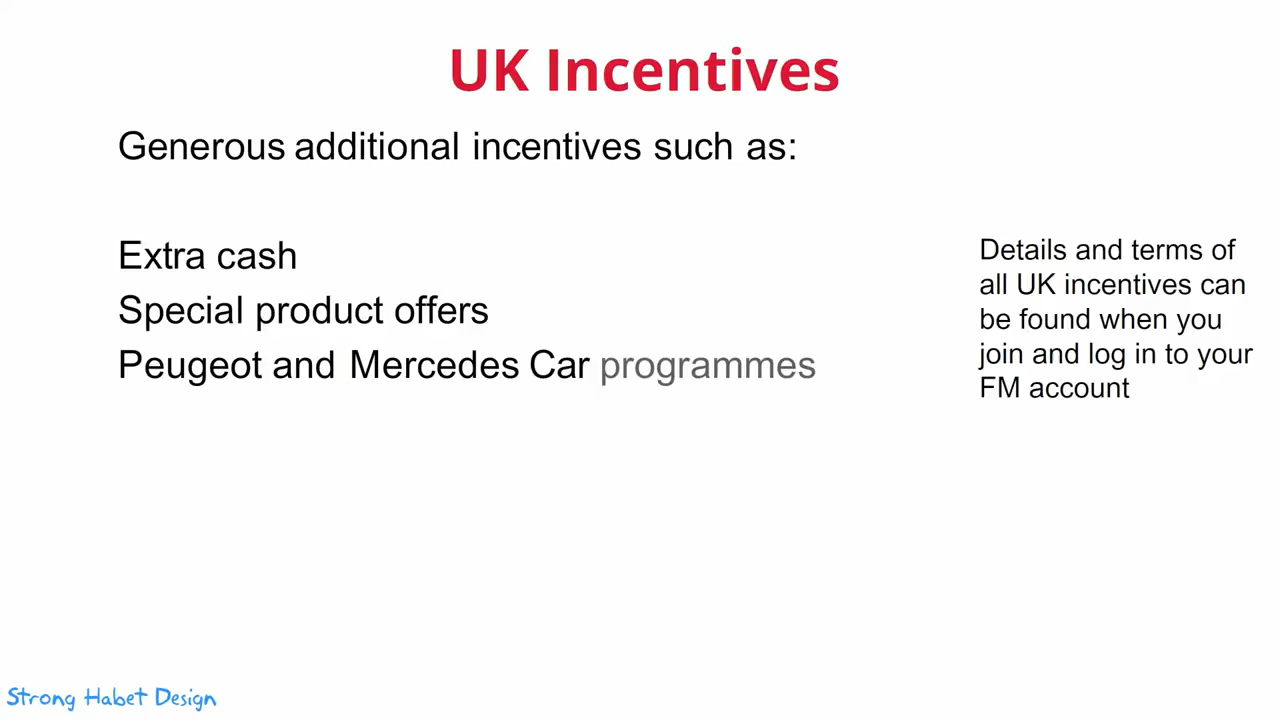 UK Incentives
Generous additional incentives such as:
Extra cash
Special product offers
Peugeot and Mercedes Car programmes
Details and terms of
all UK incentives can
be found when you
join and log in to your
FM account
Strong Habet Design